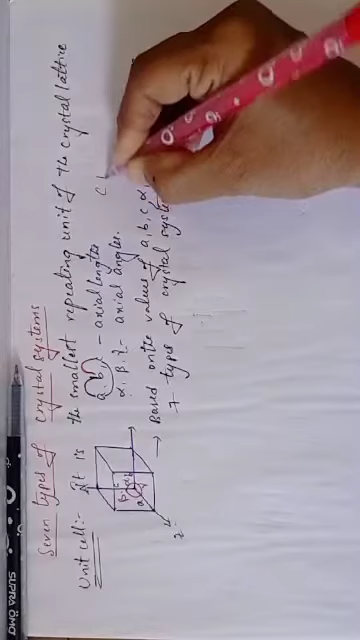 Seven types of crystal systems
Unit cell:- It is the smallest repeating unit of the crystal lattice
a, b, c - axial lengths
α, β, γ - axial angles.
→ Based on the values of a, b, c, α,
7 types of crystal
SUPRA